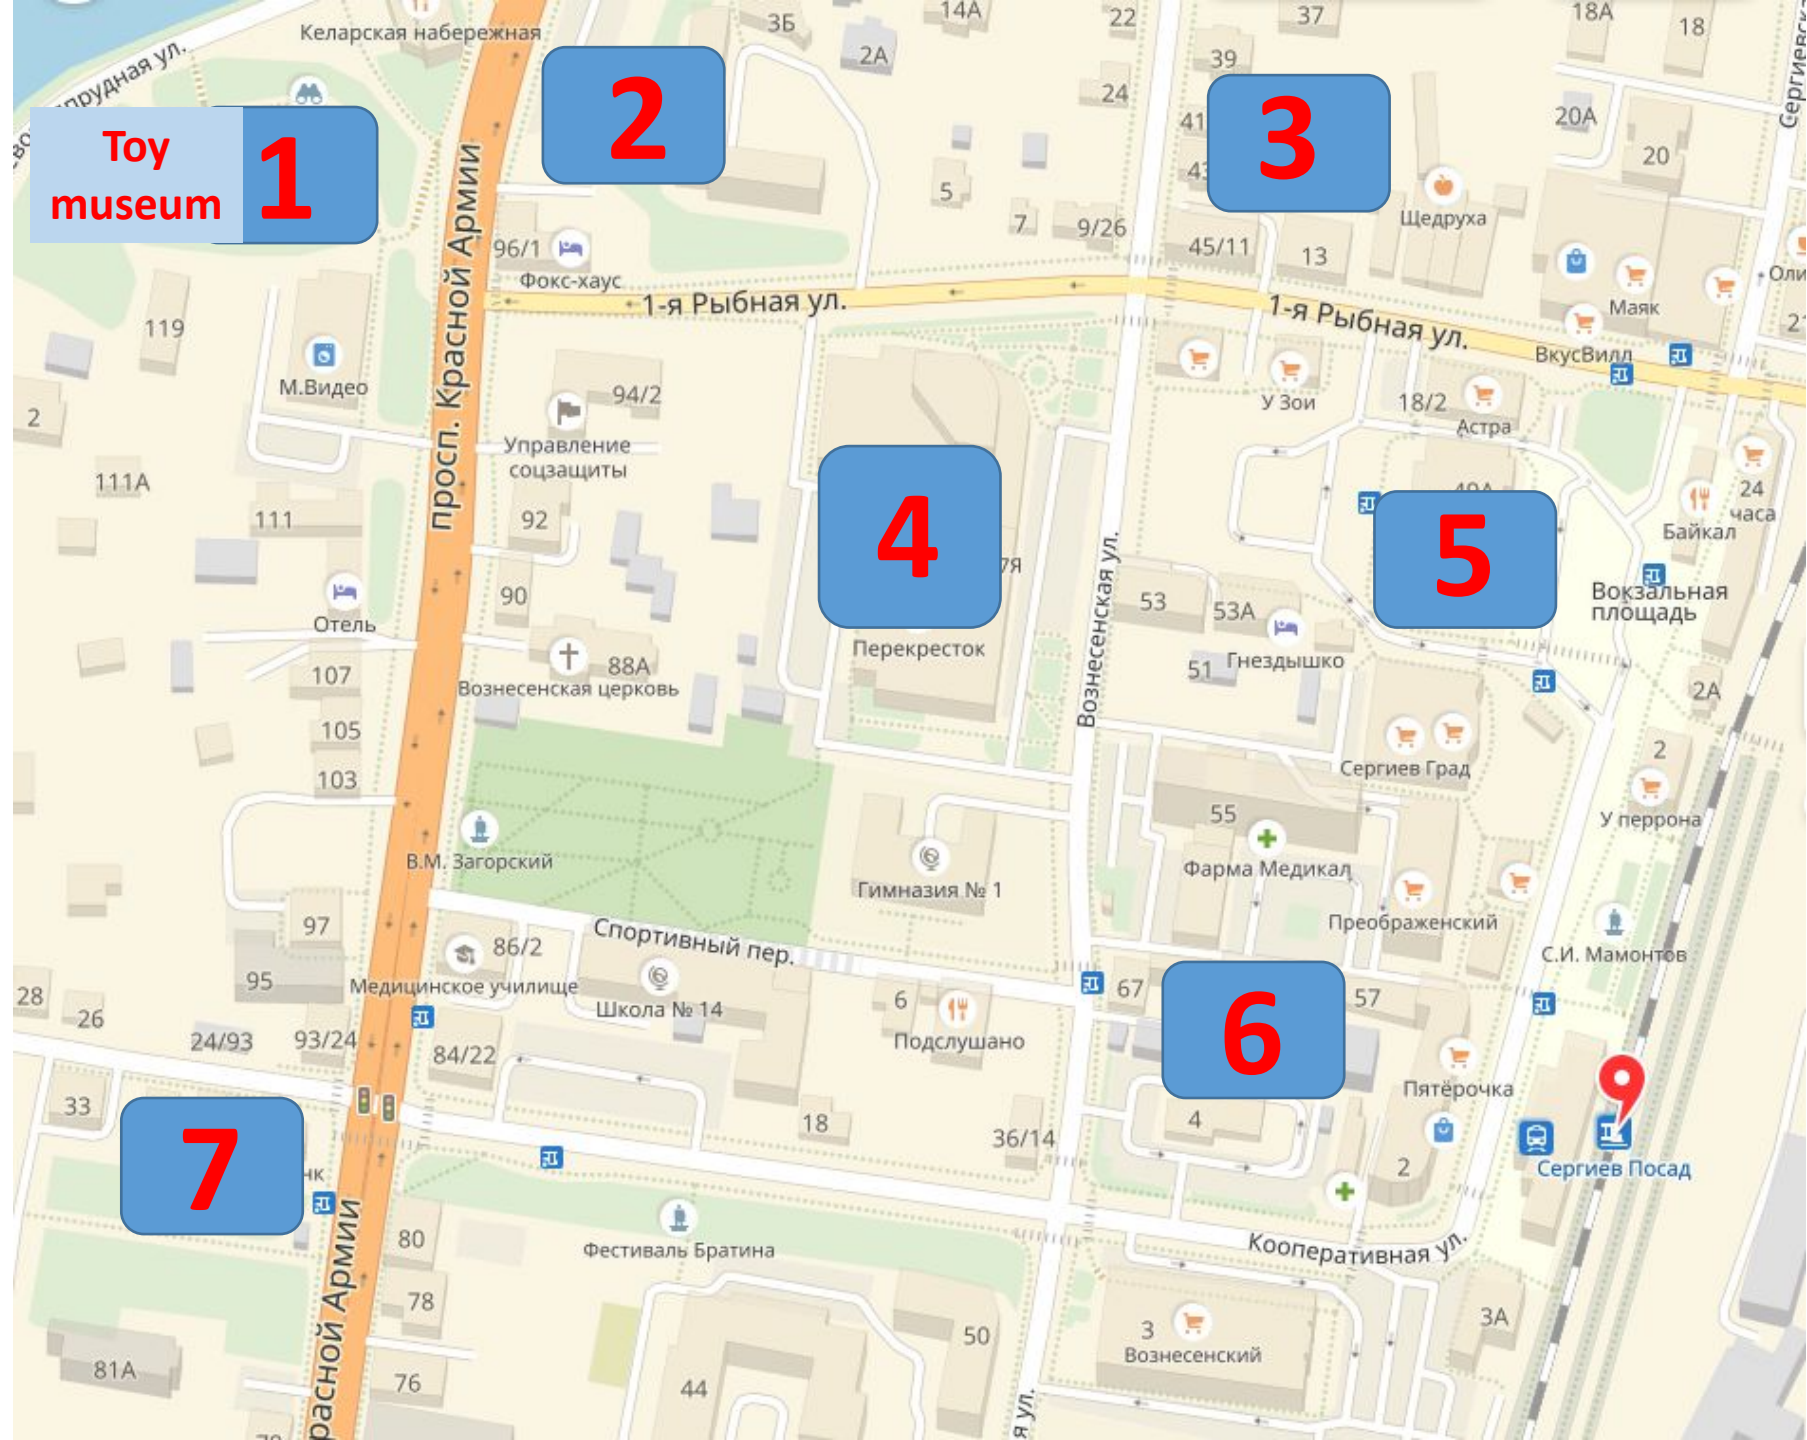 Келарская набережная
3Б
14А
2А
22
37
18А
18
39
24
41
43
20А
20
Toy
museum
1
2
3
просп. Красной Армии
96/1
Фокс-хаус
5
7
9/26
45/11
13
Щедруха
Маяк
ВкусВилл
1-я Рыбная ул.
1-я Рыбная ул.
119
М.Видео
2
94/2
Управление
соцзащиты
У Зои
18/2
Астра
111А
111
92
4
5
24
часа
Байкал
90
Отель
53
53А
Гнездышко
51
Вокзальная
площадь
Вознесенская ул.
88А
Вознесенская церковь
Перекресток
107
105
103
2А
2
Сергиев Град
У перрона
В.М. Загорский
55
Фарма Медикал
Гимназия № 1
Преображенский
С.И. Мамонтов
97
95
86/2
Медицинское училище
Спортивный пер.
Школа № 14
6
Подслушано
67
57
6
28
26
24/93
93/24
84/22
Пятёрочка
33
7
18
36/14
4
2
Сергиев Посад
80
Фестиваль Братина
Кооперативная ул.
78
50
3
Вознесенский
3А
81А
76
44